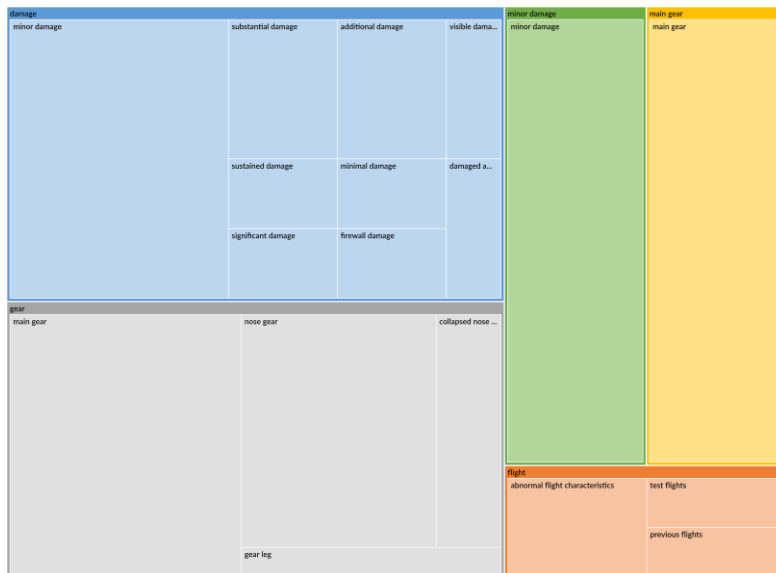 damage
minor damage
substantial damage
additional damage
visible dama...
sustained damage
minimal damage
damaged a...
significant damage
firewall damage
gear
main gear
nose gear
collapsed nose ...
gear leg
minor damage
minor damage
main gear
main gear
flight
abnormal flight characteristics
test flights
previous flights